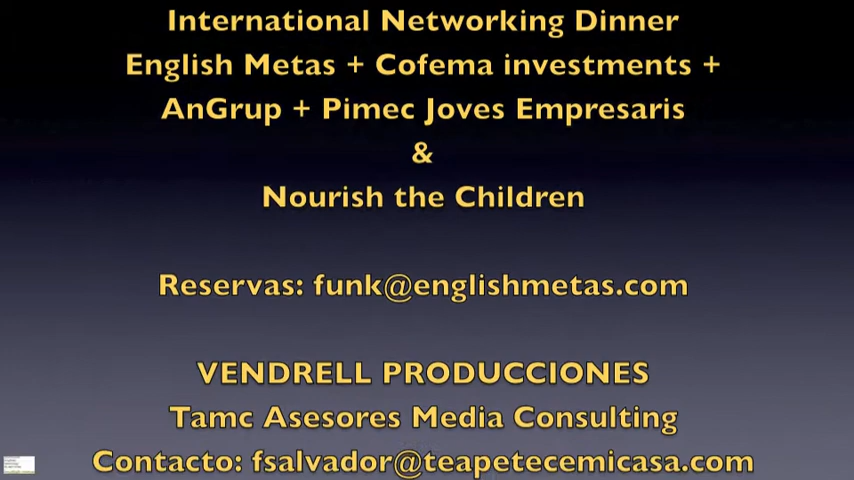 International Networking Dinner
English Metas + Cofema investments +
AnGrup + Pimec Joves Empresaris
&
Nourish the Children
Reservas: funk@englishmetas.com
VENDRELL PRODUCCIONES
Tamc Asesores Media Consulting
Contacto: fsalvador@teapetecemicasa.com